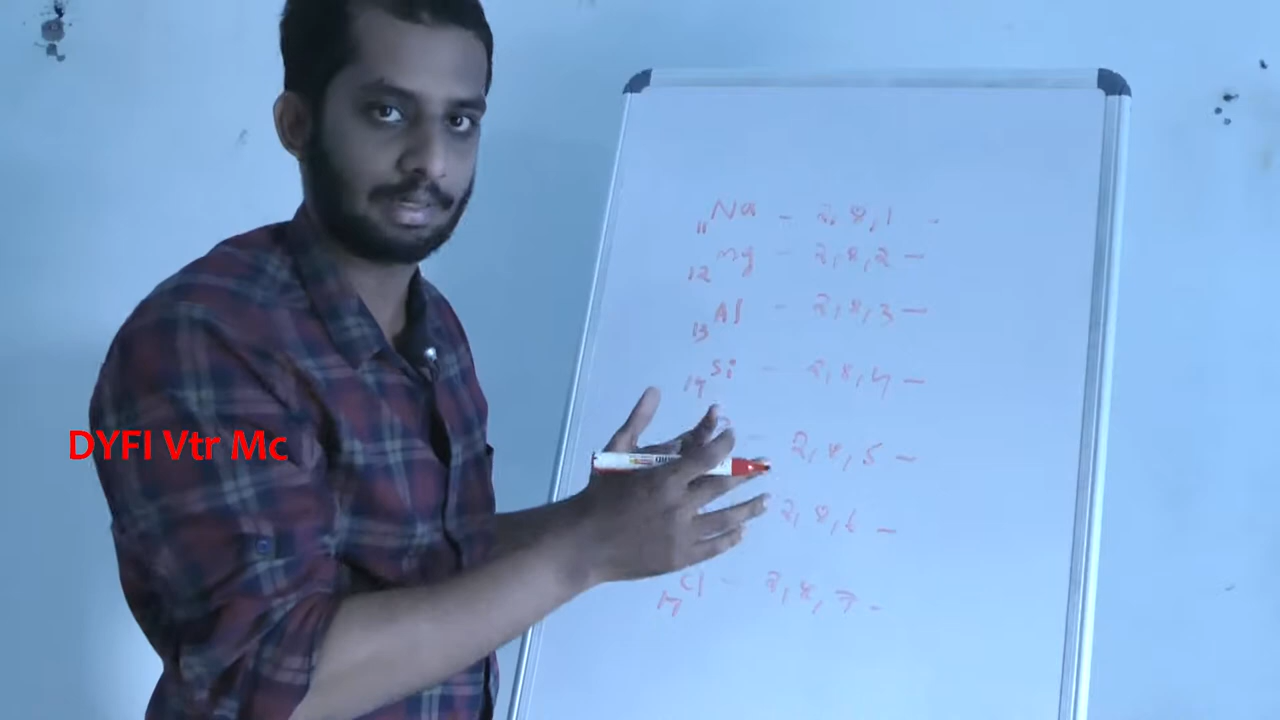 11Na - 2,8,1 -
12Mg - 2,8,2 -
13Al - 2,8,3 -
14Si - 2,8,4 -
- 2,8,5 -
2,8,6 -
17Cl - 2,8,7 -
DYFI Vtr Mc